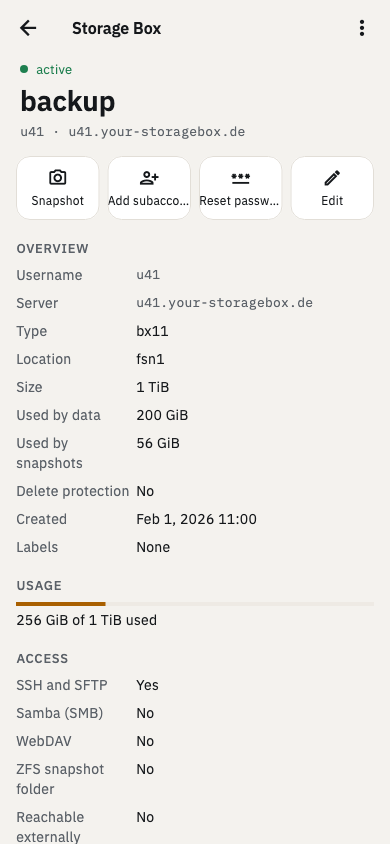 Storage Box
active
backup
u41 · u41.your-storagebox.de
Snapshot
Add subacco...
Reset passw...
Edit
OVERVIEW
Username u41
Server u41.your-storagebox.de
Type bx11
Location fsn1
Size 1 TiB
Used by data 200 GiB
Used by snapshots 56 GiB
Delete protection No
Created Feb 1, 2026 11:00
Labels None
USAGE
256 GiB of 1 TiB used
ACCESS
SSH and SFTP Yes
Samba (SMB) No
WebDAV No
ZFS snapshot folder No
Reachable externally No